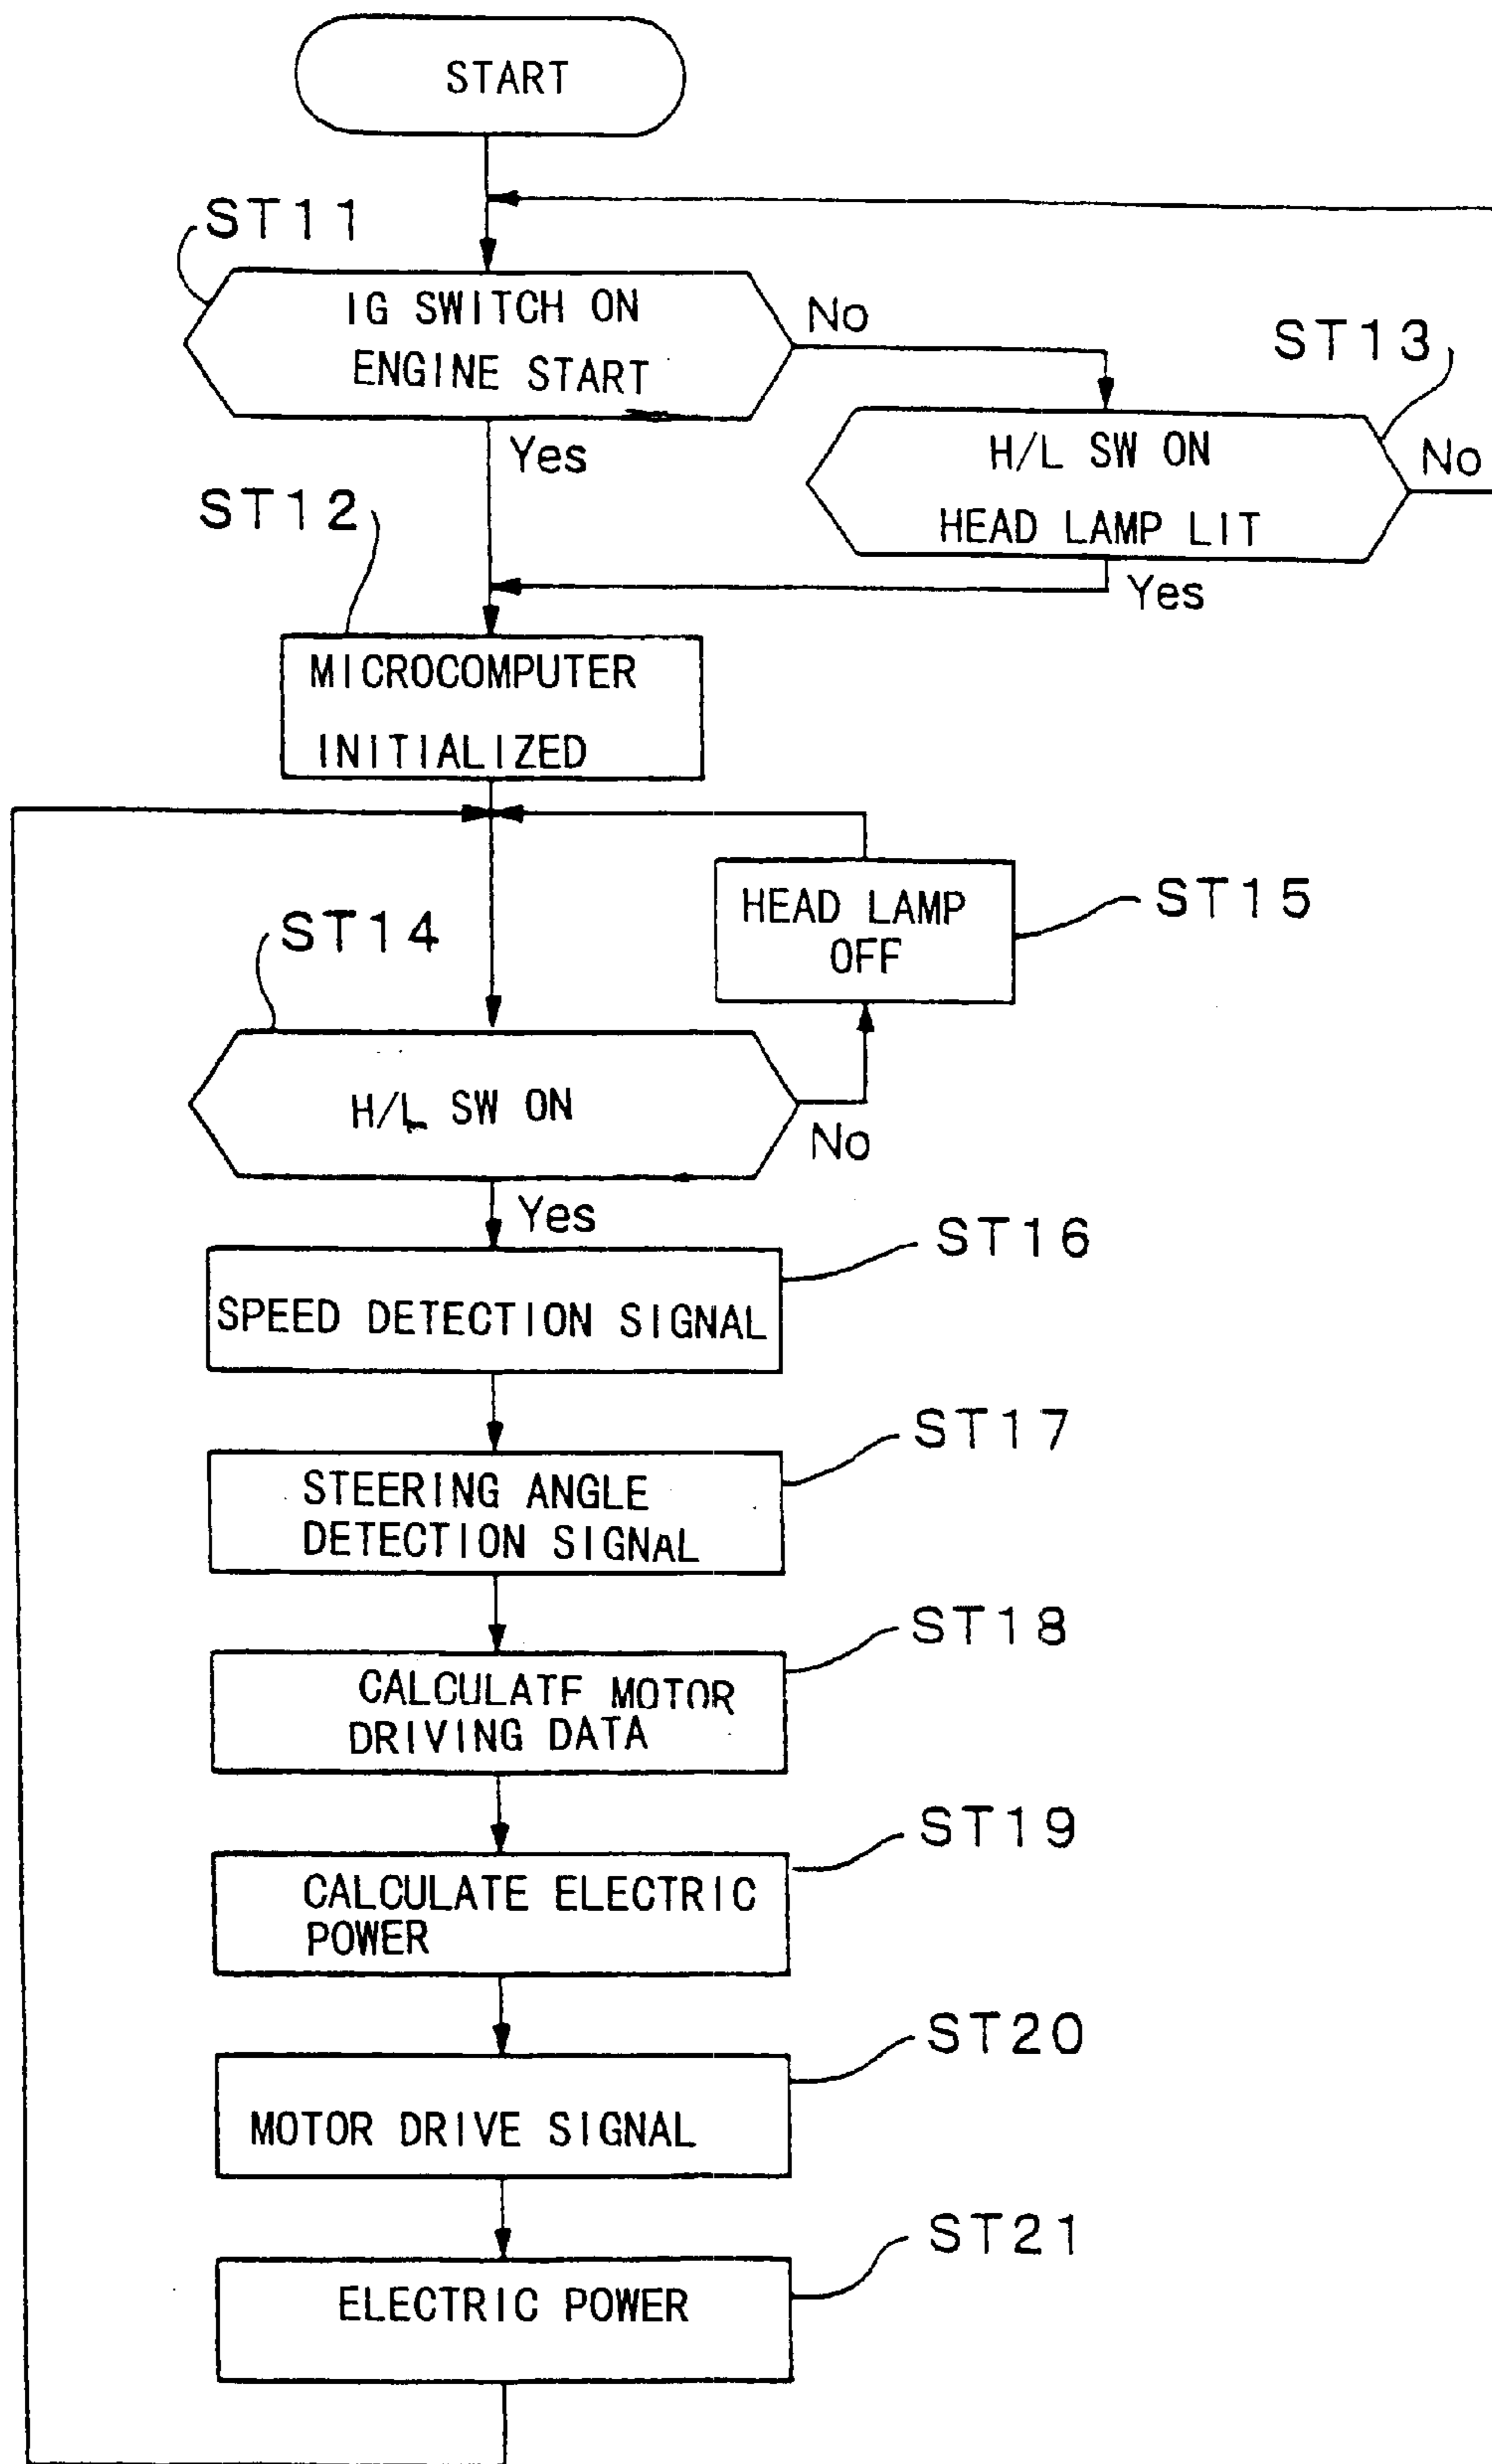 START
ST11
IG SWITCH ON
ENGINE START
No
Yes
ST13
H/L SW ON
HEAD LAMP LIT
No
Yes
ST12
MICROCOMPUTER
INITIALIZED
HEAD LAMP
OFF
ST15
ST14
H/L SW ON
No
Yes
ST16
SPEED DETECTION SIGNAL
ST17
STEERING ANGLE
DETECTION SIGNAL
ST18
CALCULATE MOTOR
DRIVING DATA
ST19
CALCULATE ELECTRIC
POWER
ST20
MOTOR DRIVE SIGNAL
ST21
ELECTRIC POWER